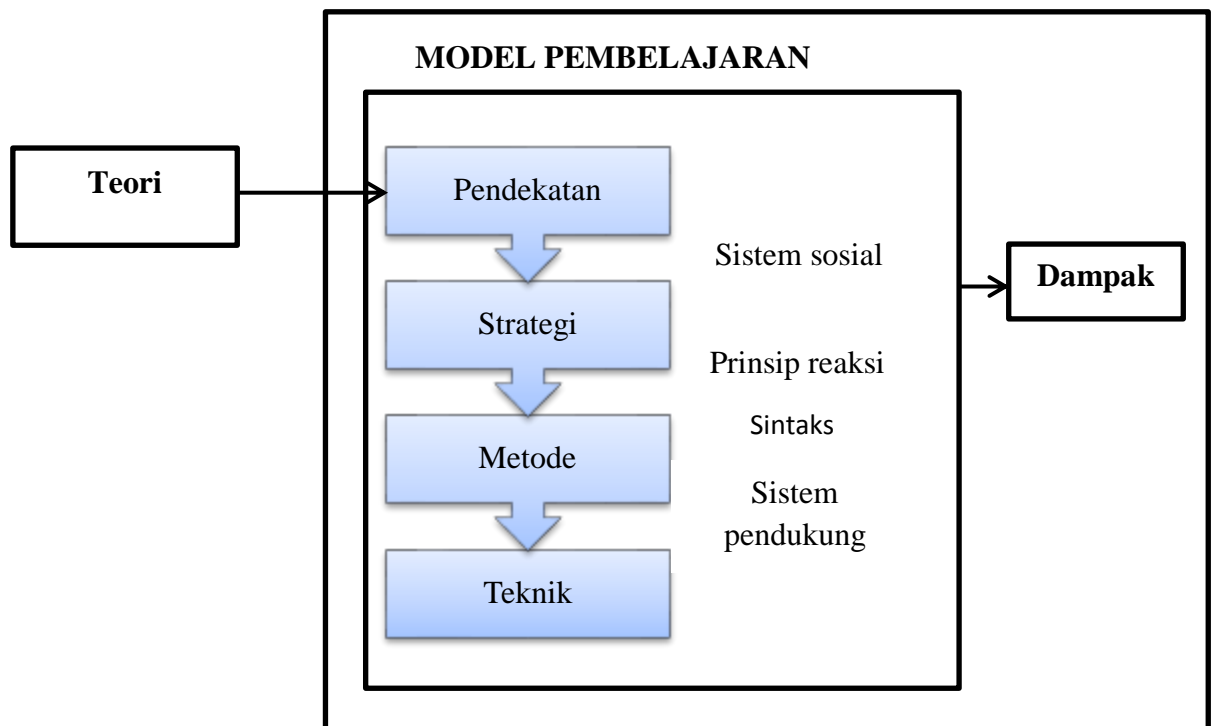 MODEL PEMBELAJARAN
Teori
Pendekatan
Strategi
Metode
Teknik
Sistem sosial
Prinsip reaksi
Sintaks
Sistem
pendukung
Dampak